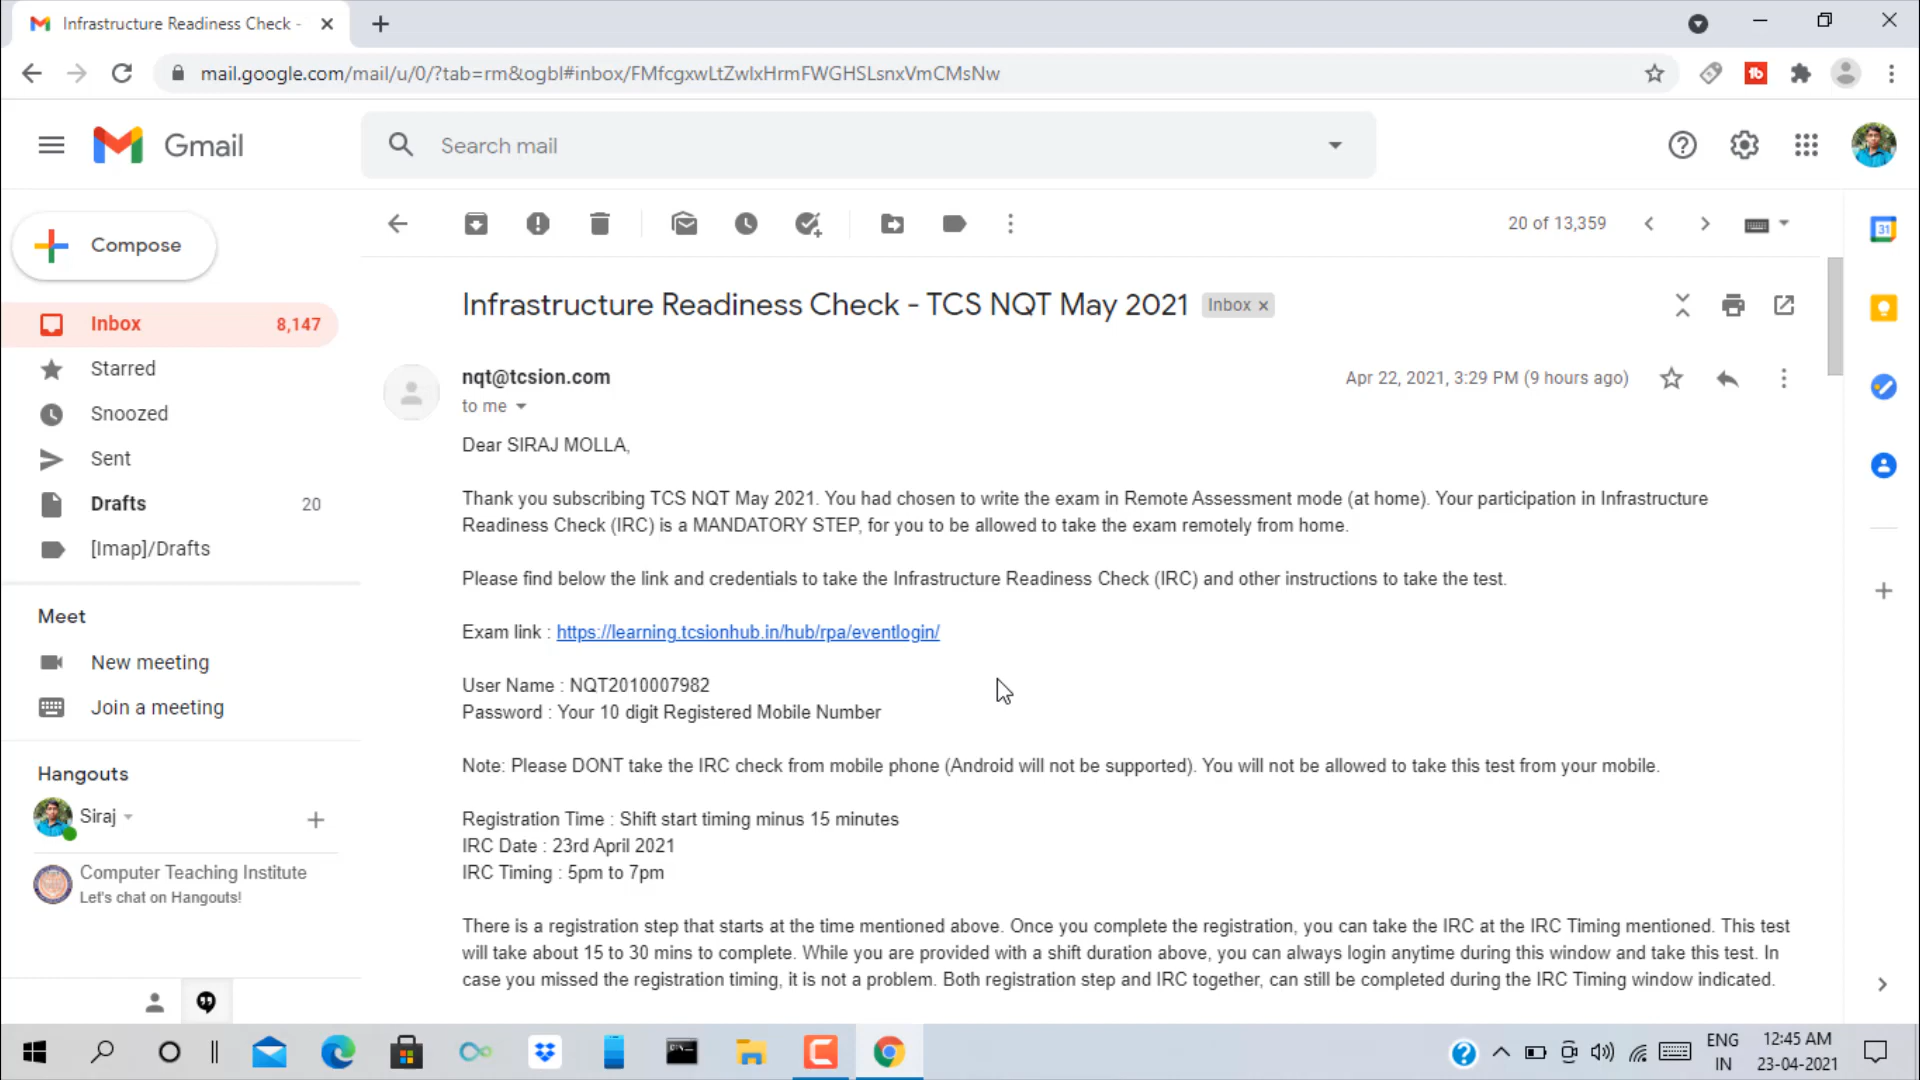 Infrastructure Readiness Check -
mail.google.com/mail/u/0/?tab=rm&ogbl#inbox/FMfcgxwLtZwlxHrmFWGHSLsnxVmCMsNw
Gmail
Search mail
Compose
20 of 13,359
31
Inbox 8,147
Starred
Snoozed
Sent
Drafts 20
[Imap]/Drafts
Meet
New meeting
Join a meeting
Hangouts
Siraj
Computer Teaching Institute
Let's chat on Hangouts!
Infrastructure Readiness Check - TCS NQT May 2021 Inbox x
nqt@tcsion.com
Apr 22, 2021, 3:29 PM (9 hours ago)
to me
Dear SIRAJ MOLLA,
Thank you subscribing TCS NQT May 2021. You had chosen to write the exam in Remote Assessment mode (at home). Your participation in Infrastructure
Readiness Check (IRC) is a MANDATORY STEP, for you to be allowed to take the exam remotely from home.
Please find below the link and credentials to take the Infrastructure Readiness Check (IRC) and other instructions to take the test.
Exam link : https://learning.tcsionhub.in/hub/rpa/eventlogin/
User Name : NQT2010007982
Password : Your 10 digit Registered Mobile Number
Note: Please DONT take the IRC check from mobile phone (Android will not be supported). You will not be allowed to take this test from your mobile.
Registration Time : Shift start timing minus 15 minutes
IRC Date : 23rd April 2021
IRC Timing : 5pm to 7pm
There is a registration step that starts at the time mentioned above. Once you complete the registration, you can take the IRC at the IRC Timing mentioned. This test
will take about 15 to 30 mins to complete. While you are provided with a shift duration above, you can always login anytime during this window and take this test. In
case you missed the registration timing, it is not a problem. Both registration step and IRC together, can still be completed during the IRC Timing window indicated.
ENG
IN
12:45 AM
23-04-2021